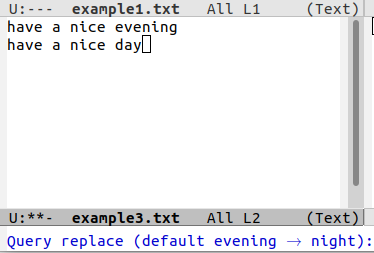 U:---  example1.txt   All L1     (Text)
have a nice evening
have a nice day
U:**-  example3.txt   All L2     (Text)
Query replace (default evening → night):